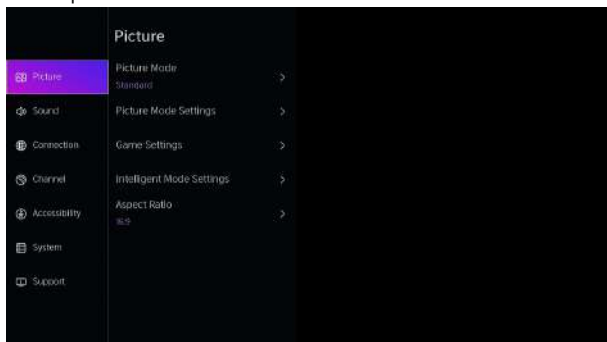 Picture
Picture
Sound
Connection
Channel
Accessibility
System
Support
Picture Mode
Standard
Picture Mode Settings
Game Settings
Intelligent Mode Settings
Aspect Ratio
16:9